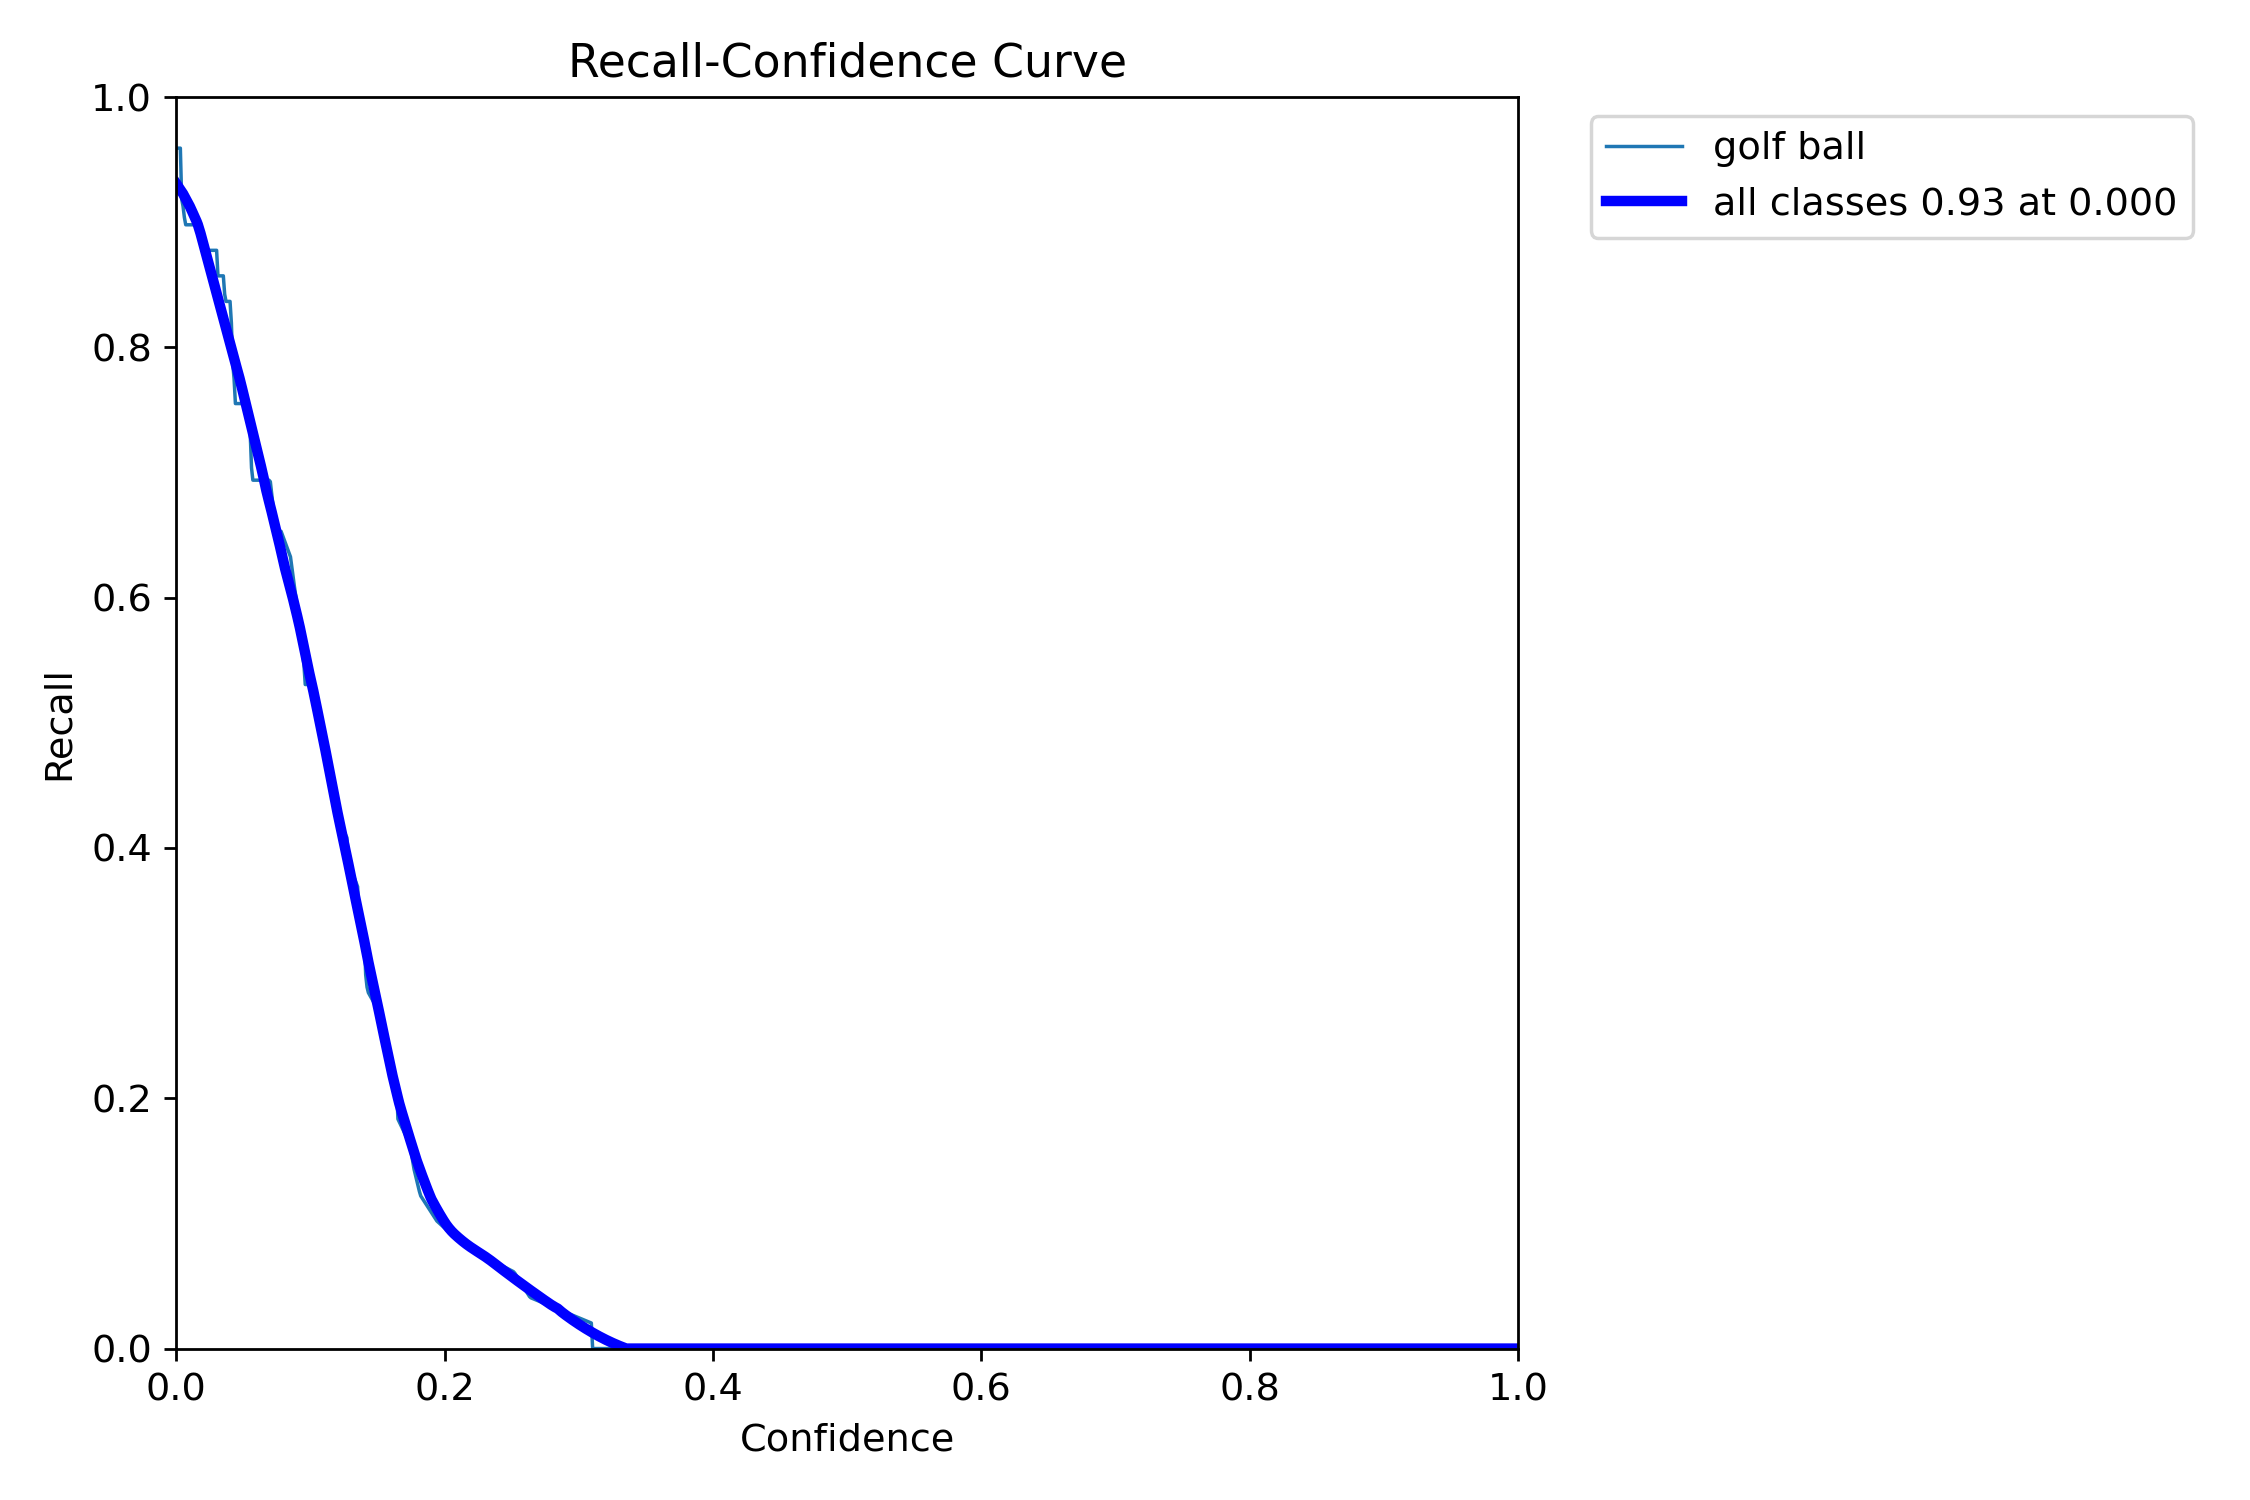 Recall-Confidence Curve
1.0
0.8
0.6
0.4
0.2
0.0
Recall
0.0 0.2 0.4 0.6 0.8 1.0
Confidence
golf ball
all classes 0.93 at 0.000